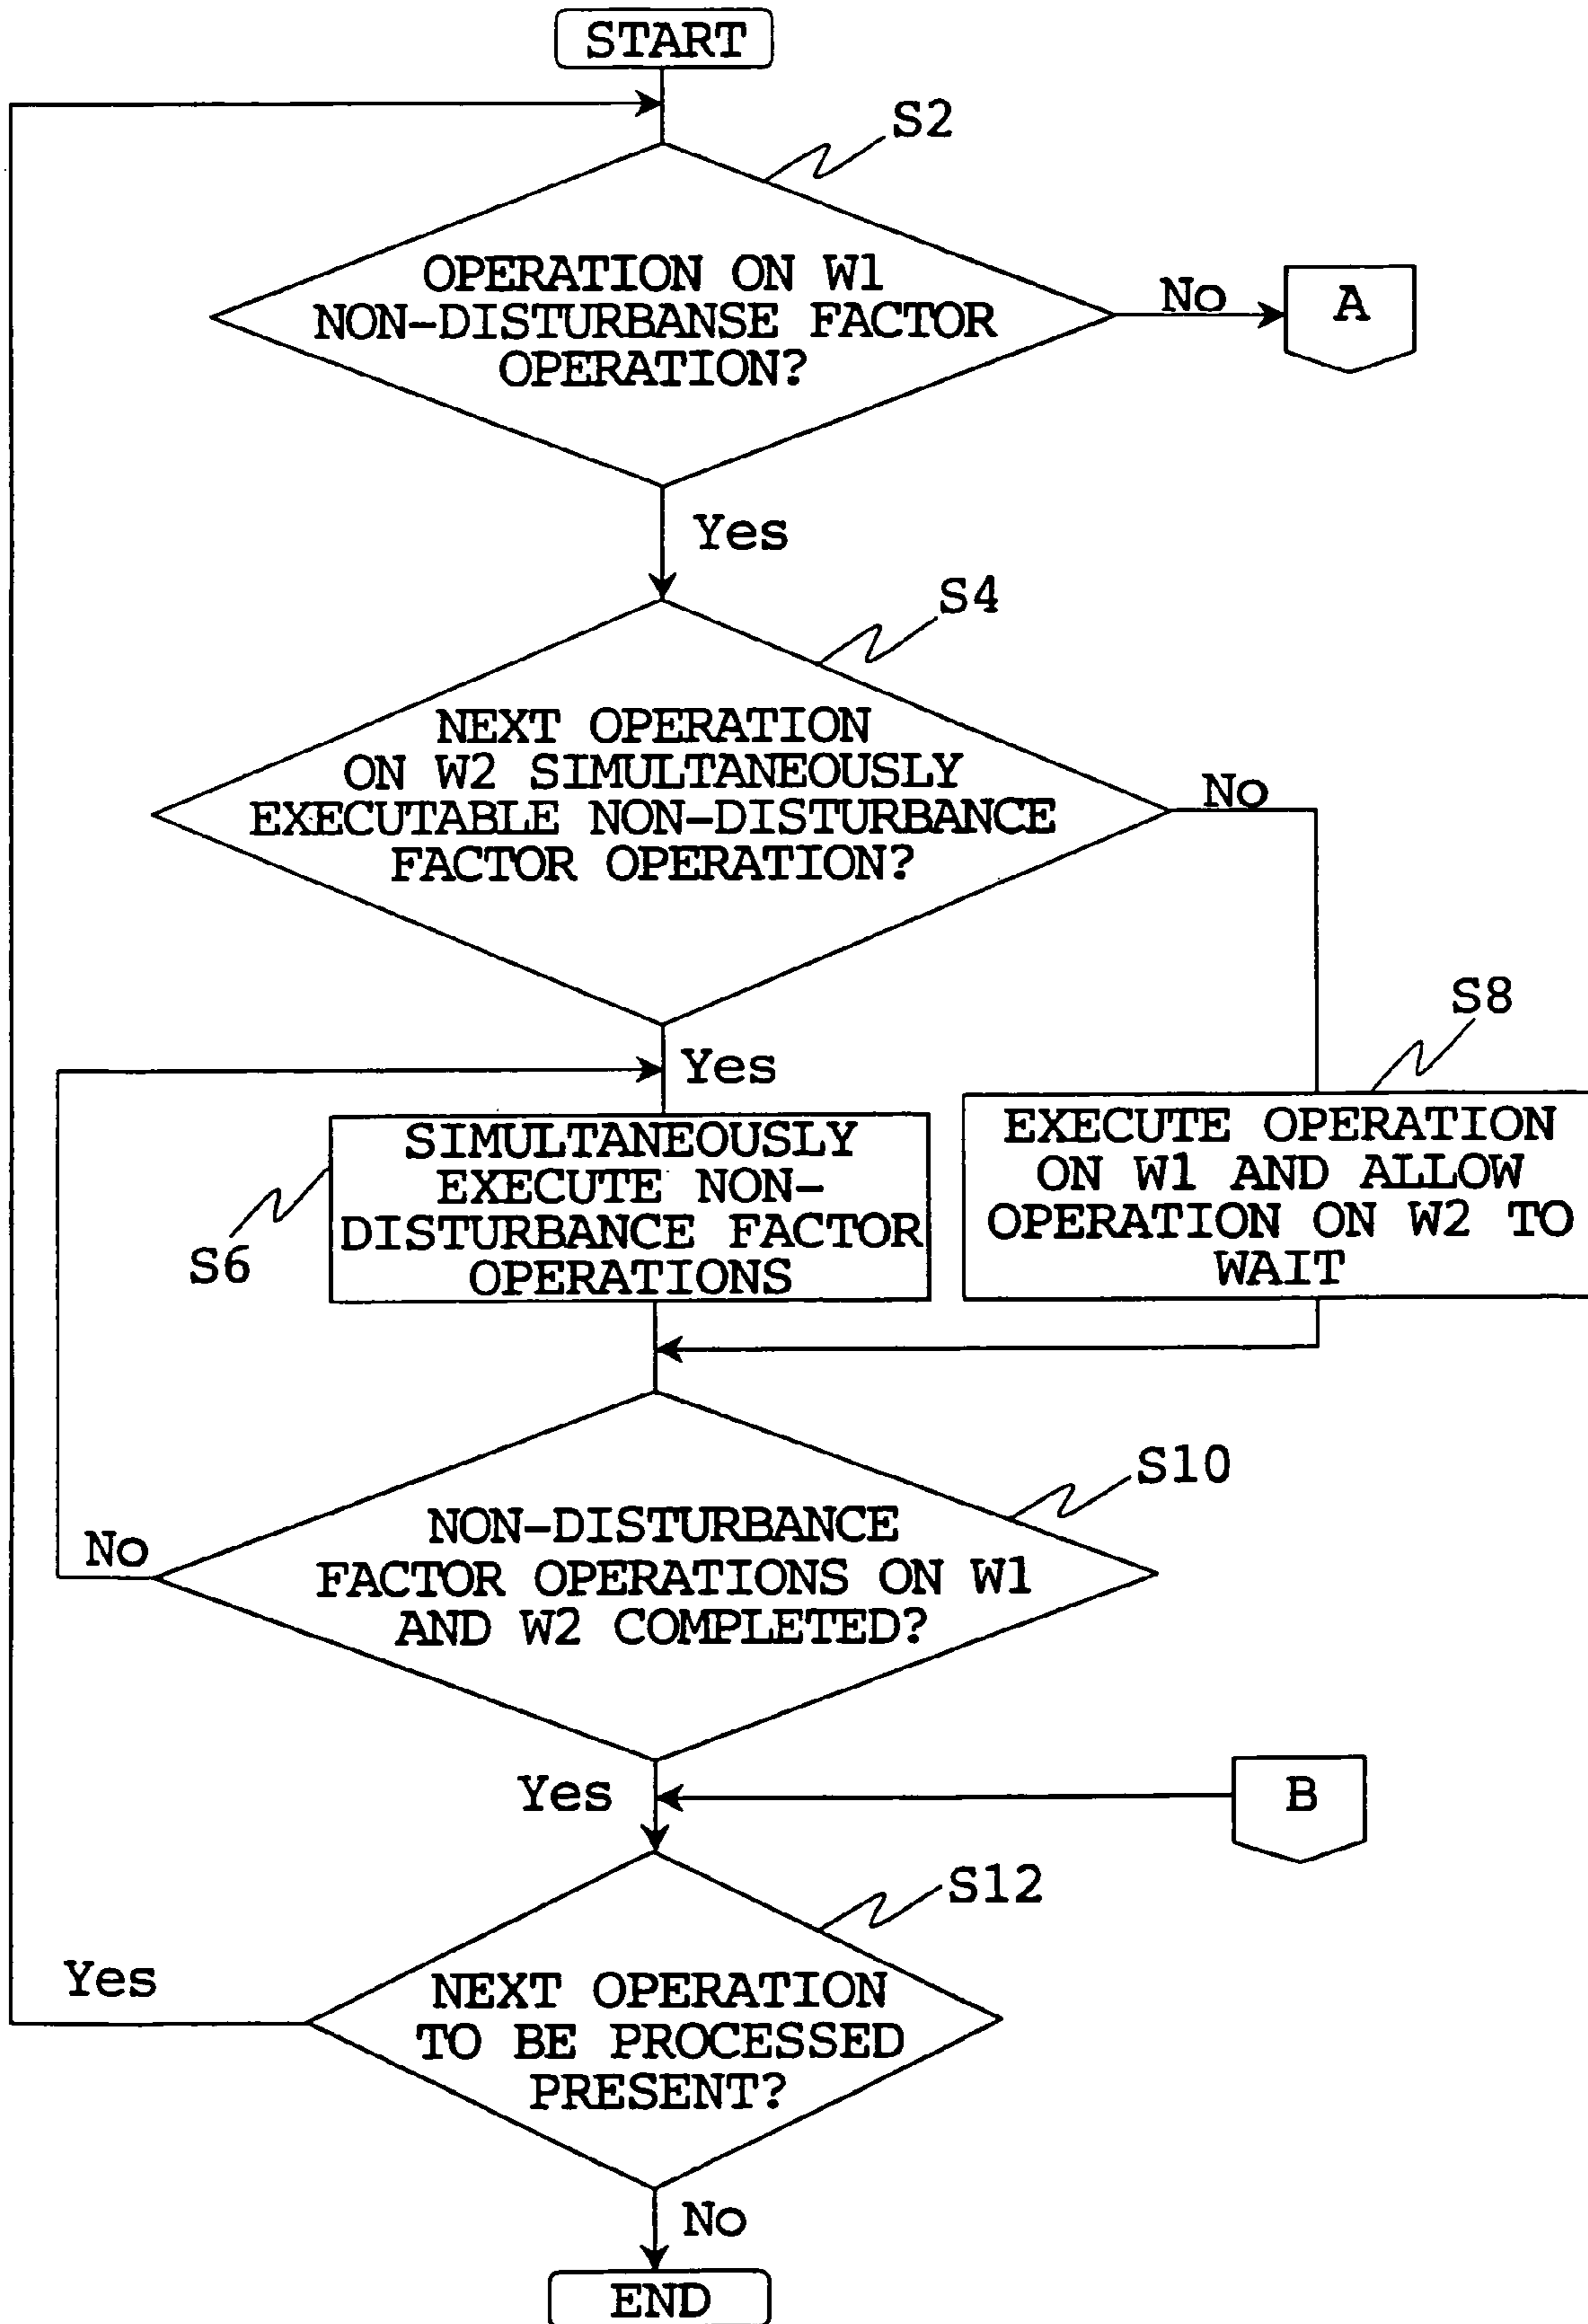 START
S2
OPERATION ON W1
NON-DISTURBANSE FACTOR
OPERATION?
No
A
Yes
S4
NEXT OPERATION
ON W2 SIMULTANEOUSLY
EXECUTABLE NON-DISTURBANCE
FACTOR OPERATION?
No
Yes
S8
SIMULTANEOUSLY
EXECUTE NON-
DISTURBANCE FACTOR
OPERATIONS
S6
EXECUTE OPERATION
ON W1 AND ALLOW
OPERATION ON W2 TO
WAIT
S10
NON-DISTURBANCE
FACTOR OPERATIONS ON W1
AND W2 COMPLETED?
No
Yes
B
S12
NEXT OPERATION
TO BE PROCESSED
PRESENT?
Yes
No
END